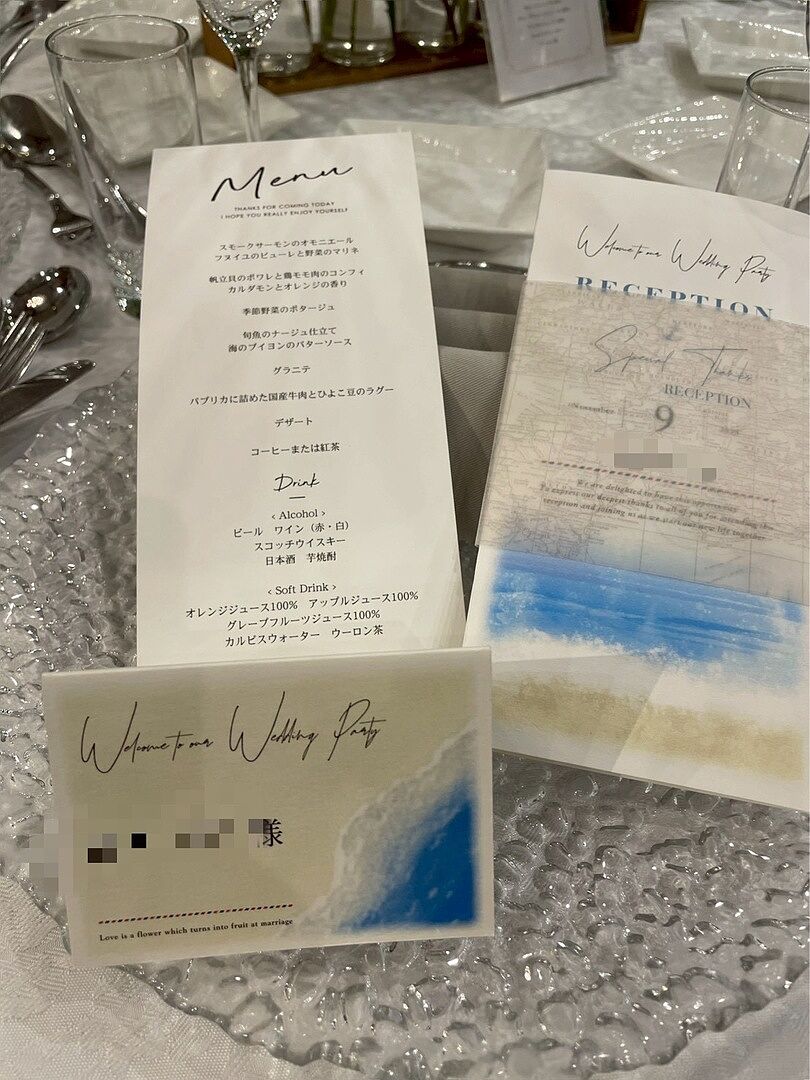 Menu
THANKS FOR COMING TODAY
I HOPE YOU REALLY ENJOY YOURSELF
スモークサーモンのオモニエール
フヌイユのピューレと野菜のマリネ
帆立貝のポワレと鶏モモ肉のコンフィ
カルダモンとオレンジの香り
季節野菜のポタージュ
旬魚のナージュ仕立て
海のブイヨンのバターソース
グラニテ
パプリカに詰めた国産牛肉とひよこ豆のラグー
デザート
コーヒーまたは紅茶
Drink
‹ Alcohol ›
ビール ワイン（赤・白）
スコッチウイスキー
日本酒 芋焼酎
‹ Soft Drink ›
オレンジジュース100% アップルジュース100%
グレープフルーツジュース100%
カルピスウォーター ウーロン茶
Welcome to our Wedding Party
RECEPTION
Special Thanks
RECEPTION
November
9
We are delighted to have this
To express our deepest thanks to all of you for attending the
reception and joining us as we start our new life together
Welcome to our Wedding Party
様
Love is a flower which turns into fruit at marriage